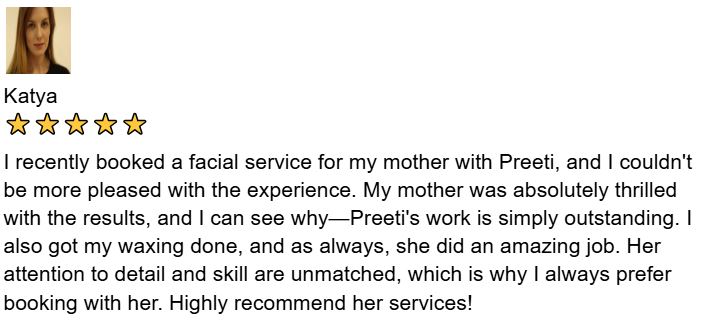 Katya
I recently booked a facial service for my mother with Preeti, and I couldn't
be more pleased with the experience. My mother was absolutely thrilled
with the results, and I can see why—Preeti's work is simply outstanding. I
also got my waxing done, and as always, she did an amazing job. Her
attention to detail and skill are unmatched, which is why I always prefer
booking with her. Highly recommend her services!